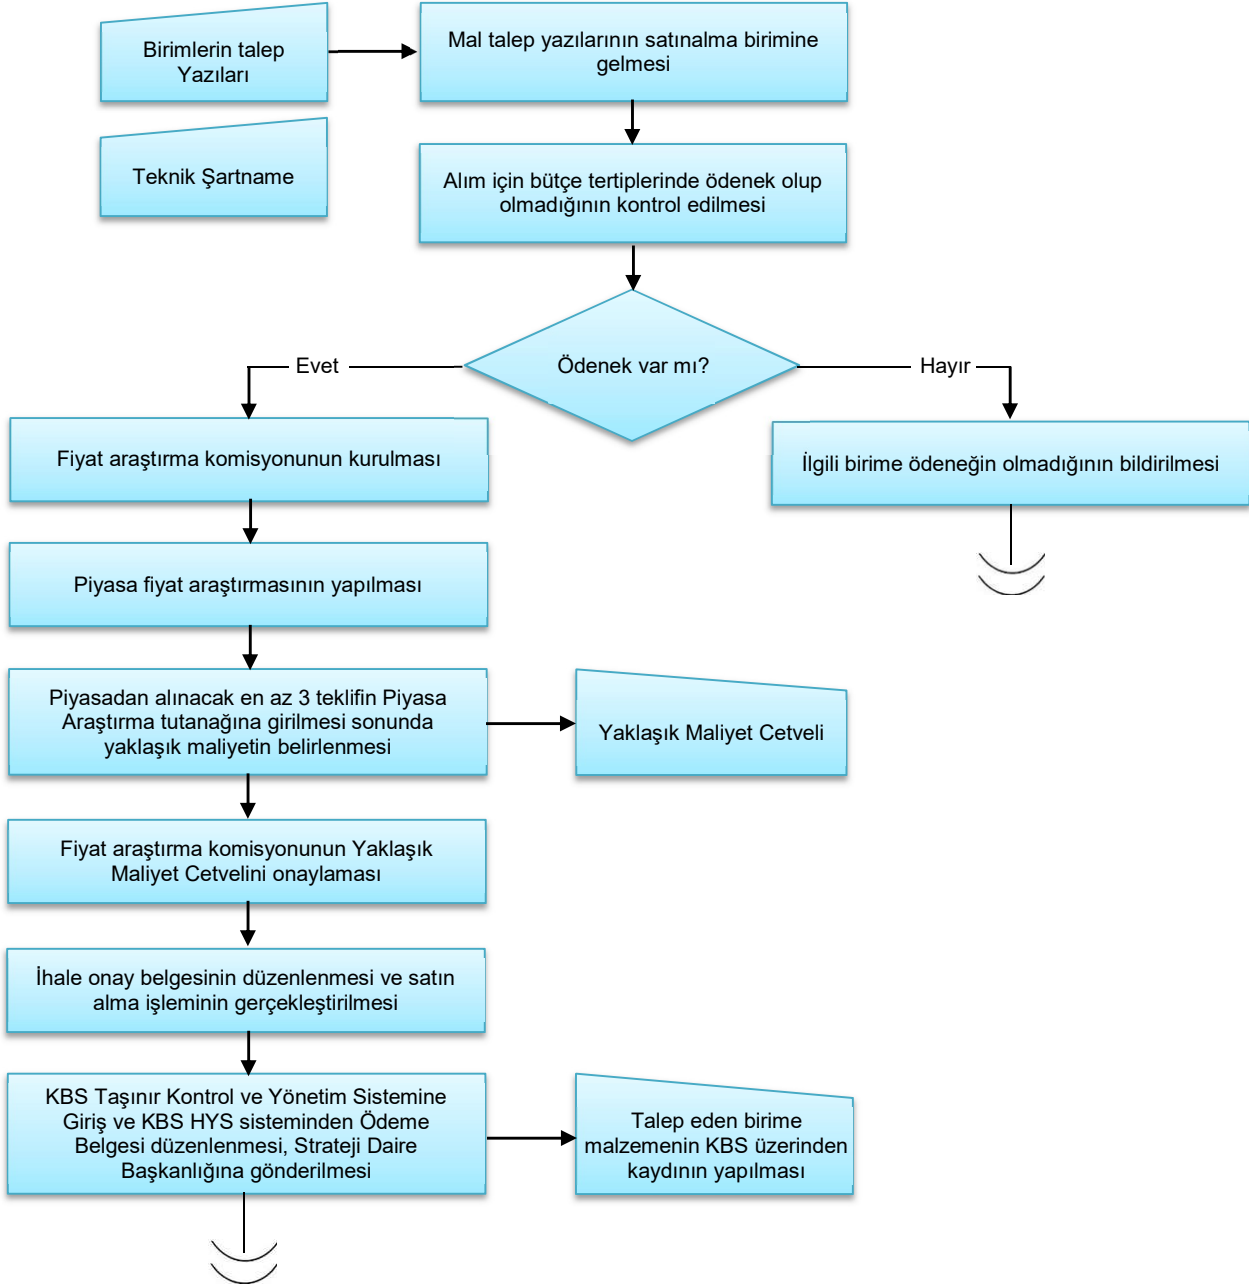 Birimlerin talep
Yazıları
Mal talep yazılarının satınalma birimine
gelmesi
Teknik Şartname
Alım için bütçe tertiplerinde ödenek olup
olmadığının kontrol edilmesi
Ödenek var mı?
Evet
Hayır
Fiyat araştırma komisyonunun kurulması
İlgili birime ödeneğin olmadığının bildirilmesi
Piyasa fiyat araştırmasının yapılması
Piyasadan alınacak en az 3 teklifin Piyasa
Araştırma tutanağına girilmesi sonunda
yaklaşık maliyetin belirlenmesi
Yaklaşık Maliyet Cetveli
Fiyat araştırma komisyonunun Yaklaşık
Maliyet Cetvelini onaylaması
İhale onay belgesinin düzenlenmesi ve satın
alma işleminin gerçekleştirilmesi
KBS Taşınır Kontrol ve Yönetim Sistemine
Giriş ve KBS HYS sisteminden Ödeme
Belgesi düzenlenmesi, Strateji Daire
Başkanlığına gönderilmesi
Talep eden birime
malzemenin KBS üzerinden
kaydının yapılması